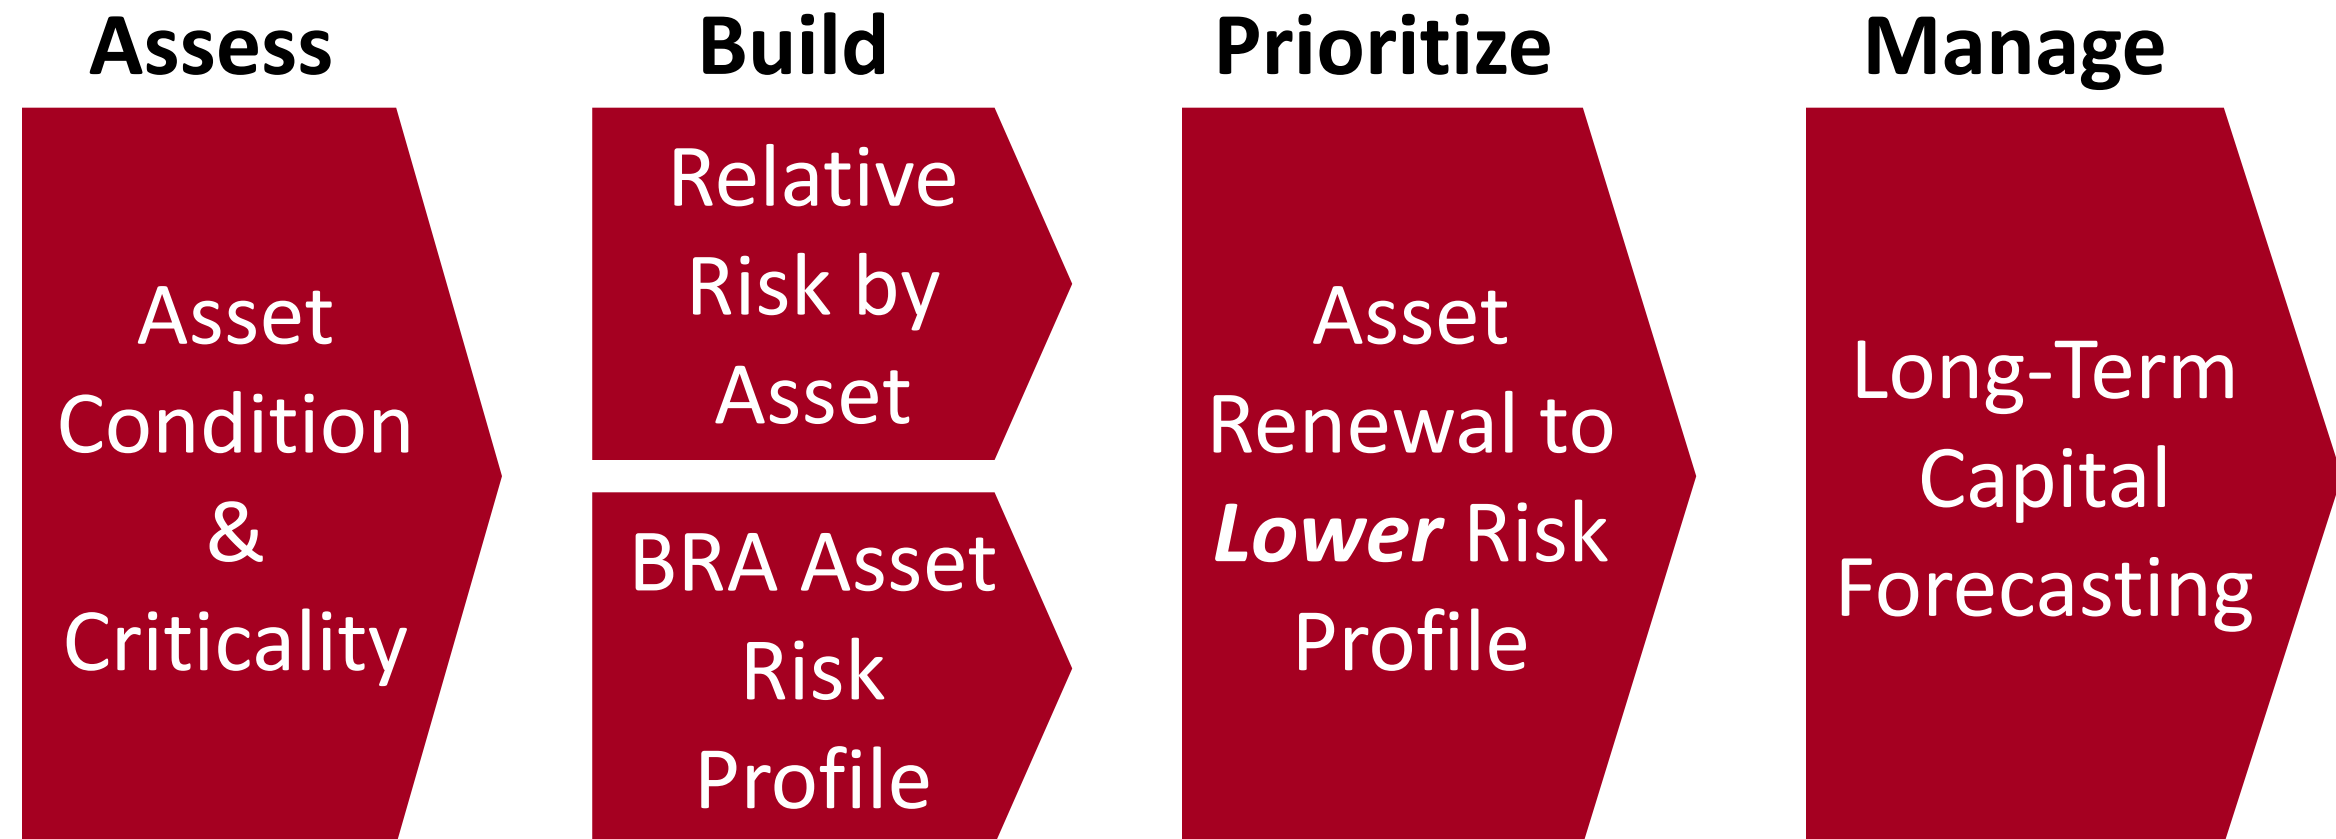 Assess
Asset
Condition
&
Criticality
Build
Relative
Risk by
Asset
BRA Asset
Risk
Profile
Prioritize
Asset
Renewal to
Lower Risk
Profile
Manage
Long-Term
Capital
Forecasting